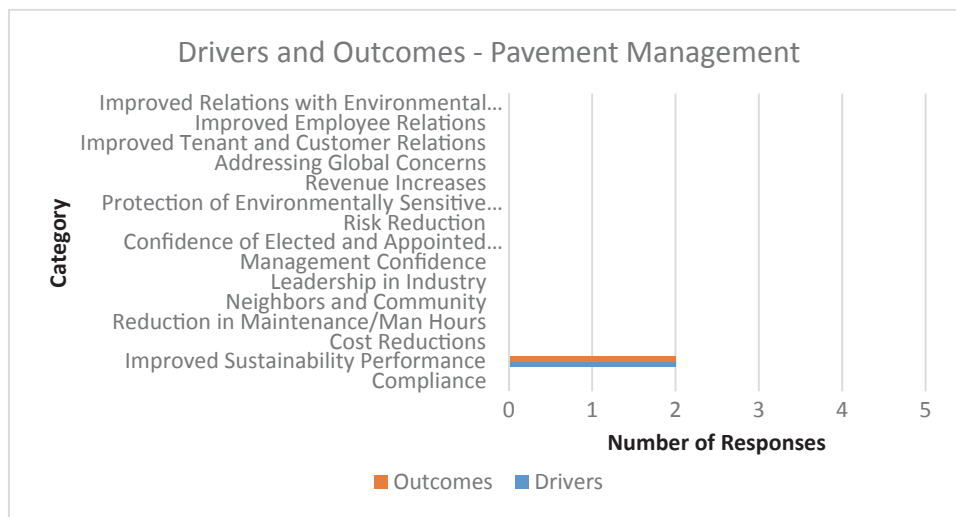 Drivers and Outcomes - Pavement Management
Category
Improved Relations with Environmental...
Improved Employee Relations
Improved Tenant and Customer Relations
Addressing Global Concerns
Revenue Increases
Protection of Environmentally Sensitive...
Risk Reduction
Confidence of Elected and Appointed...
Management Confidence
Leadership in Industry
Neighbors and Community
Reduction in Maintenance/Man Hours
Cost Reductions
Improved Sustainability Performance
Compliance
0 1 2 3 4 5
Number of Responses
Outcomes Drivers